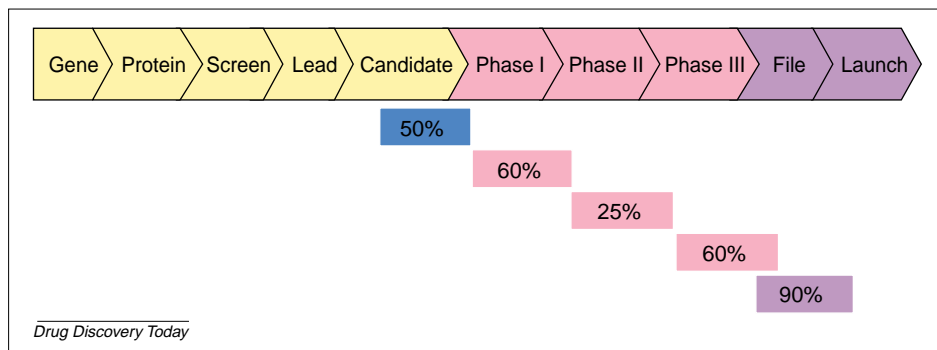 Gene Protein Screen Lead Candidate Phase I Phase II Phase III File Launch
50%
60%
25%
60%
90%
Drug Discovery Today